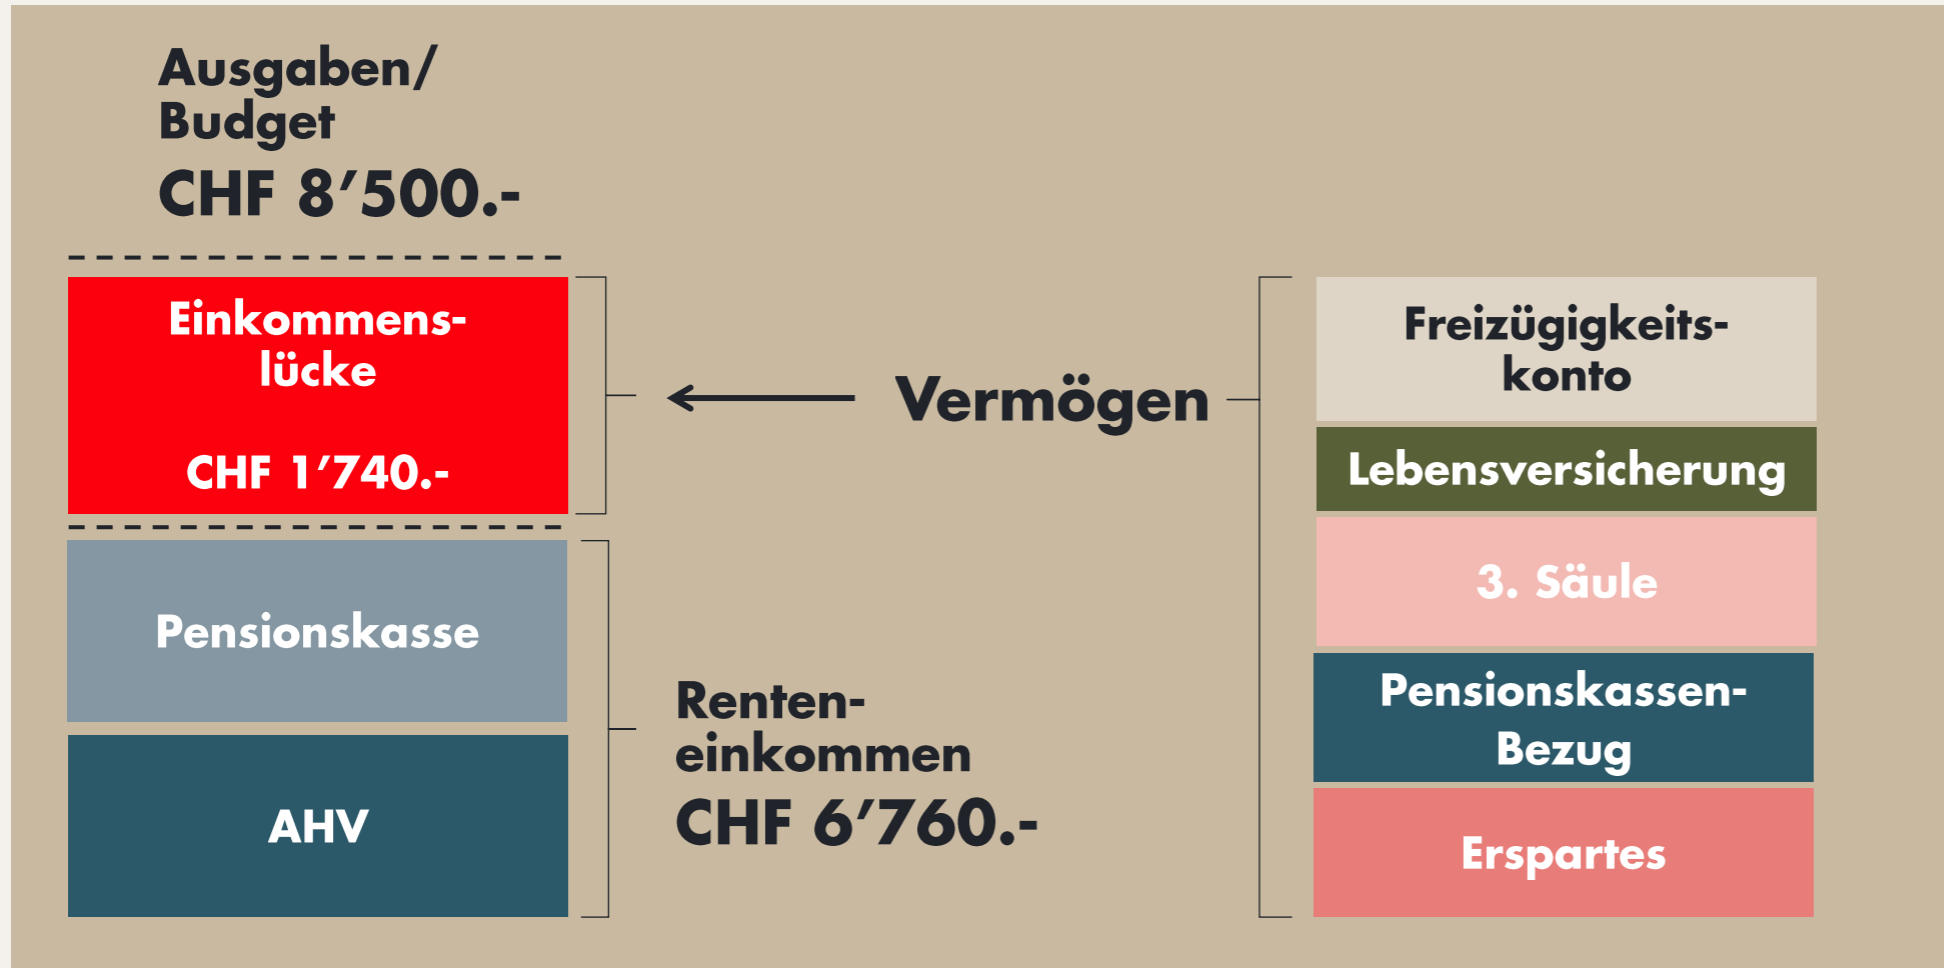 Ausgaben/
Budget
CHF 8’500.-
Einkommens-
lücke
CHF 1’740.-
Pensionskasse
AHV
Renten-
einkommen
CHF 6’760.-
Vermögen
Freizügigkeits-
konto
Lebensversicherung
3. Säule
Pensionskassen-
Bezug
Erspartes